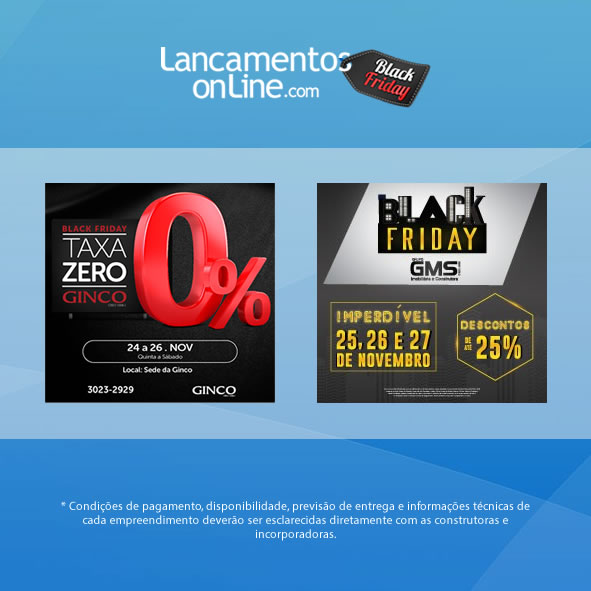 Lancamentos
onLine.com
Black
Friday
BLACK FRIDAY
TAXA
ZERO
GINCO
0%
24 a 26 . NOV
Quinta a Sábado
Local: Sede da Ginco
3023-2929
GINCO
BLACK
FRIDAY
GRUPO
GMS
Imobiliária e Construtora
IMPERDÍVEL
25, 26 E 27
DE NOVEMBRO
DESCONTOS
DE ATÉ 25%
* Condições de pagamento, disponibilidade, previsão de entrega e informações técnicas de
cada empreendimento deverão ser esclarecidas diretamente com as construtoras e
incorporadoras.